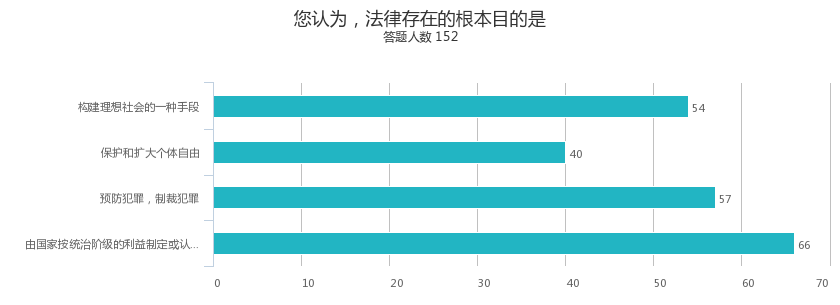 您认为，法律存在的根本目的是
答题人数 152
构建理想社会的一种手段
54
保护和扩大个体自由
40
预防犯罪，制裁犯罪
57
由国家按统治阶级的利益制定或认...
66
0 10 20 30 40 50 60 70